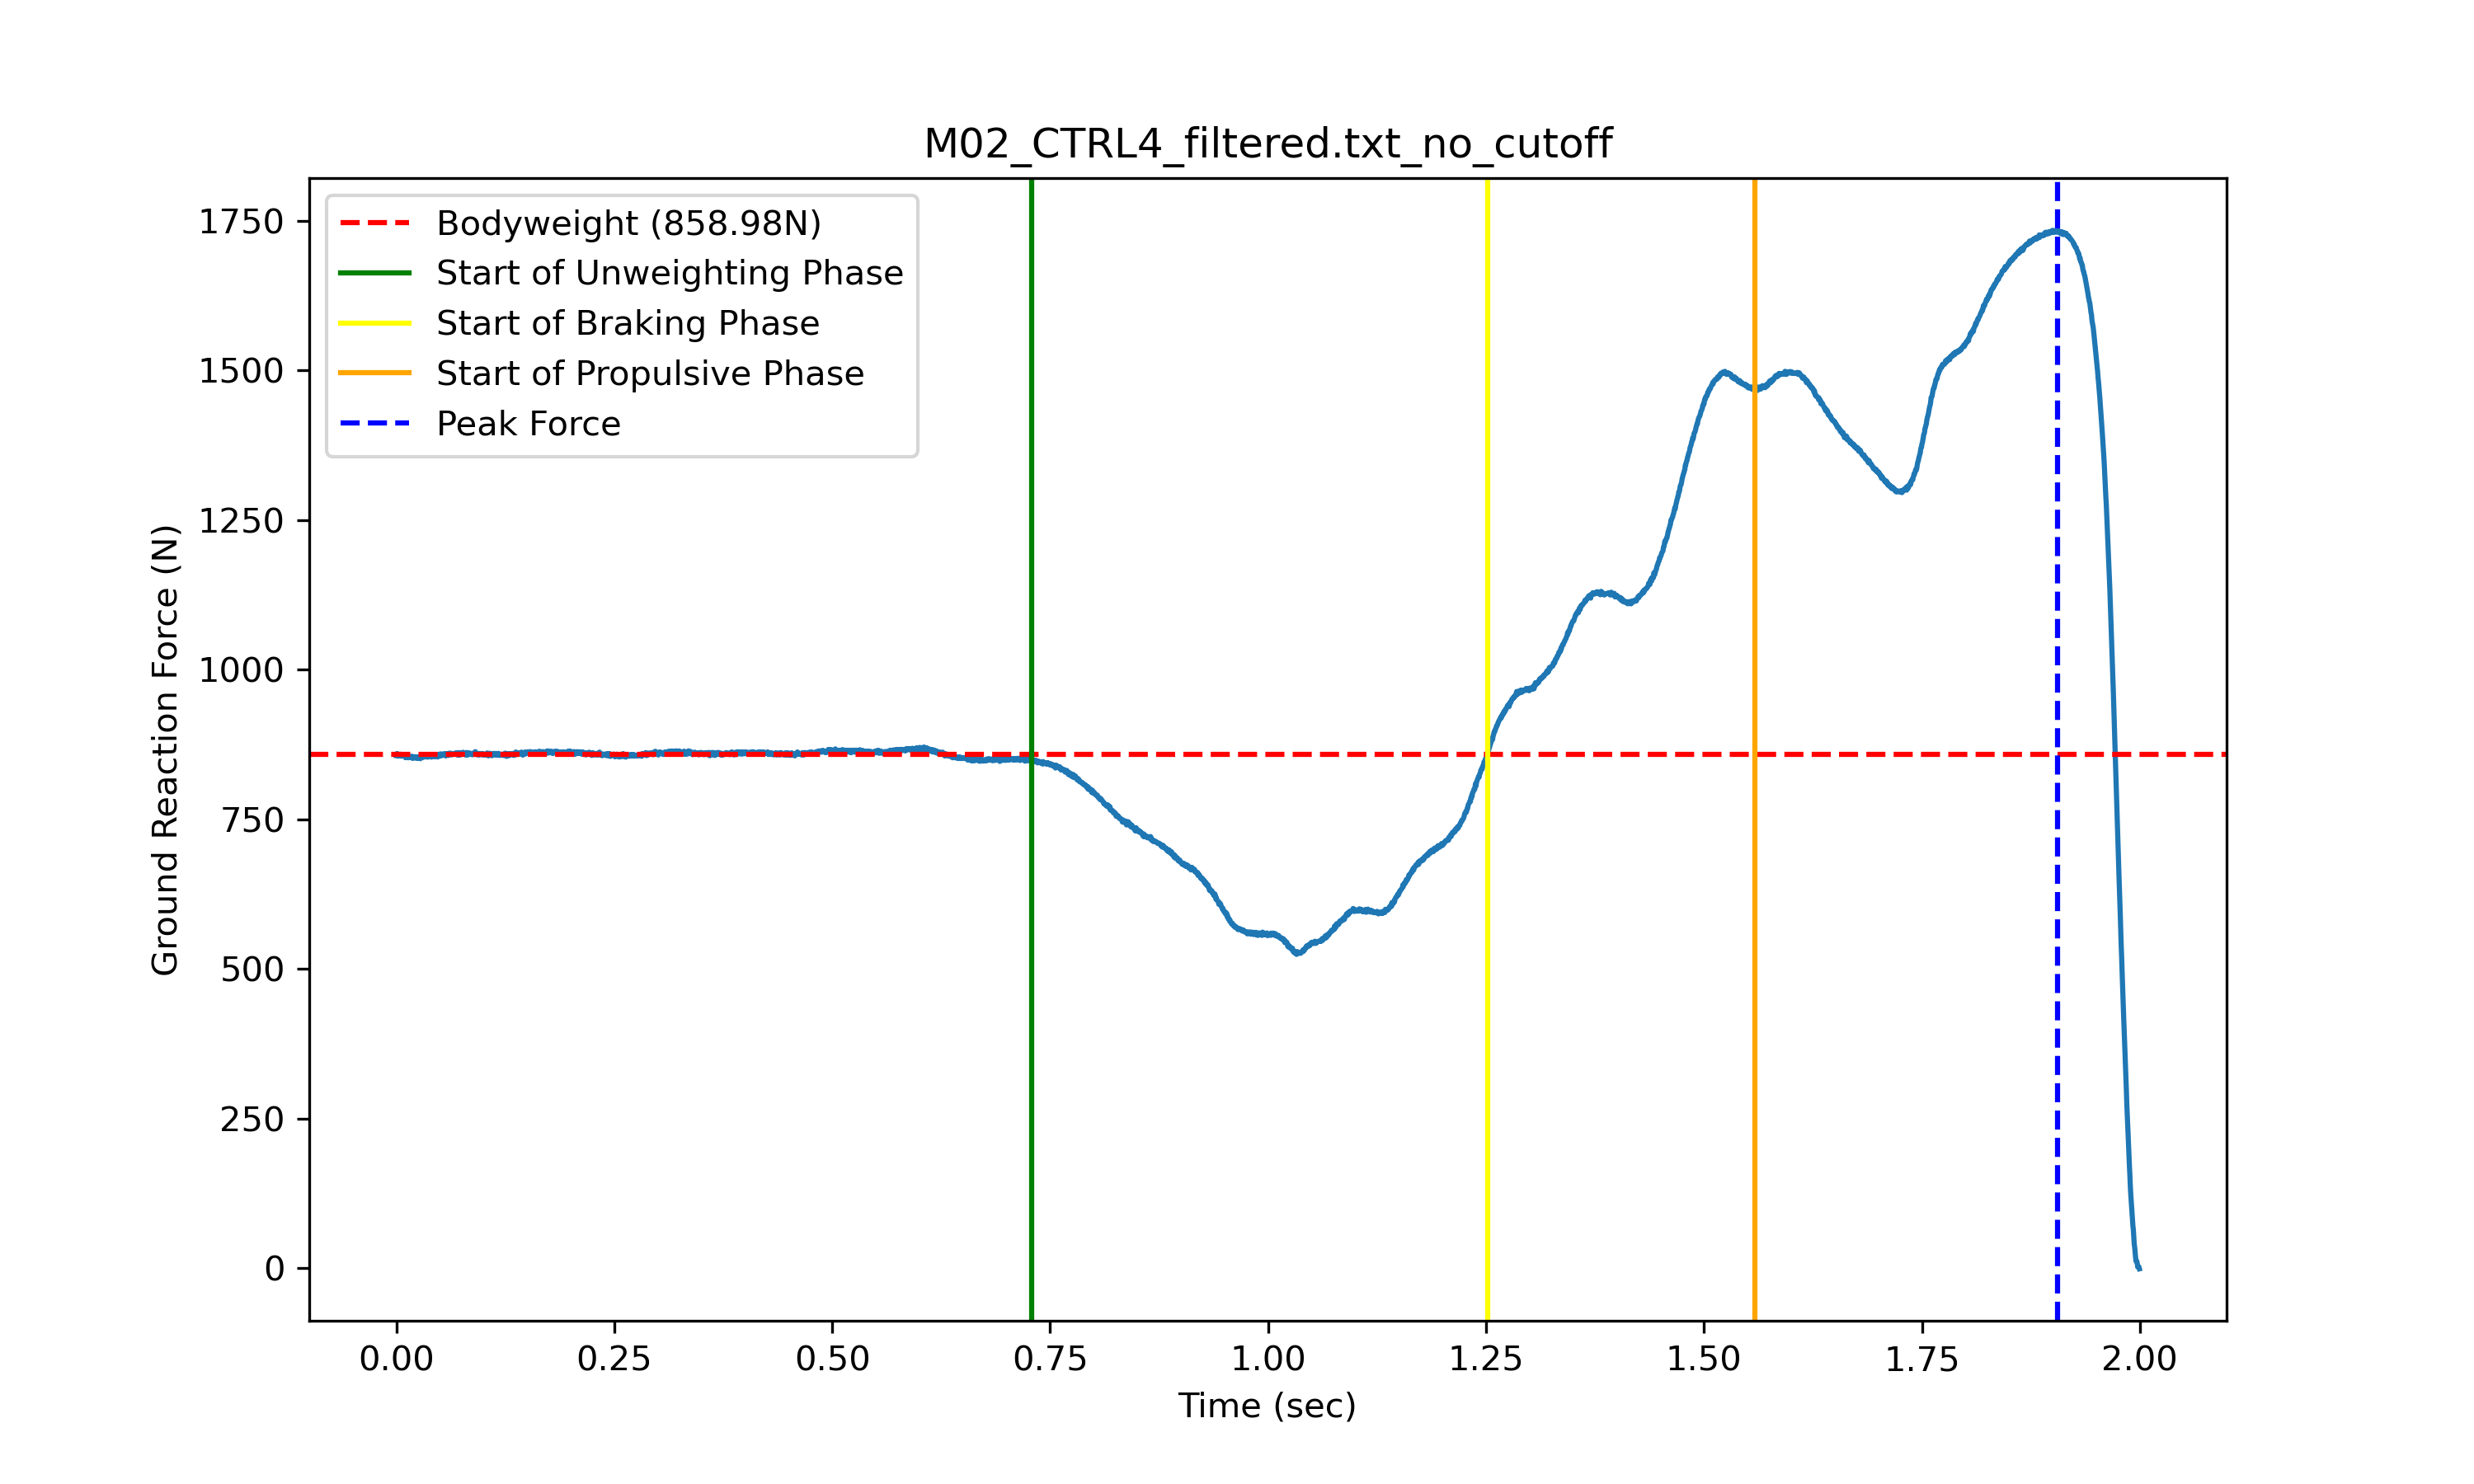 M02_CTRL4_filtered.txt_no_cutoff
Bodyweight (858.98N)
Start of Unweighting Phase
Start of Braking Phase
Start of Propulsive Phase
Peak Force
Ground Reaction Force (N)
1750
1500
1250
1000
750
500
250
0
0.00 0.25 0.50 0.75 1.00 1.25 1.50 1.75 2.00
Time (sec)